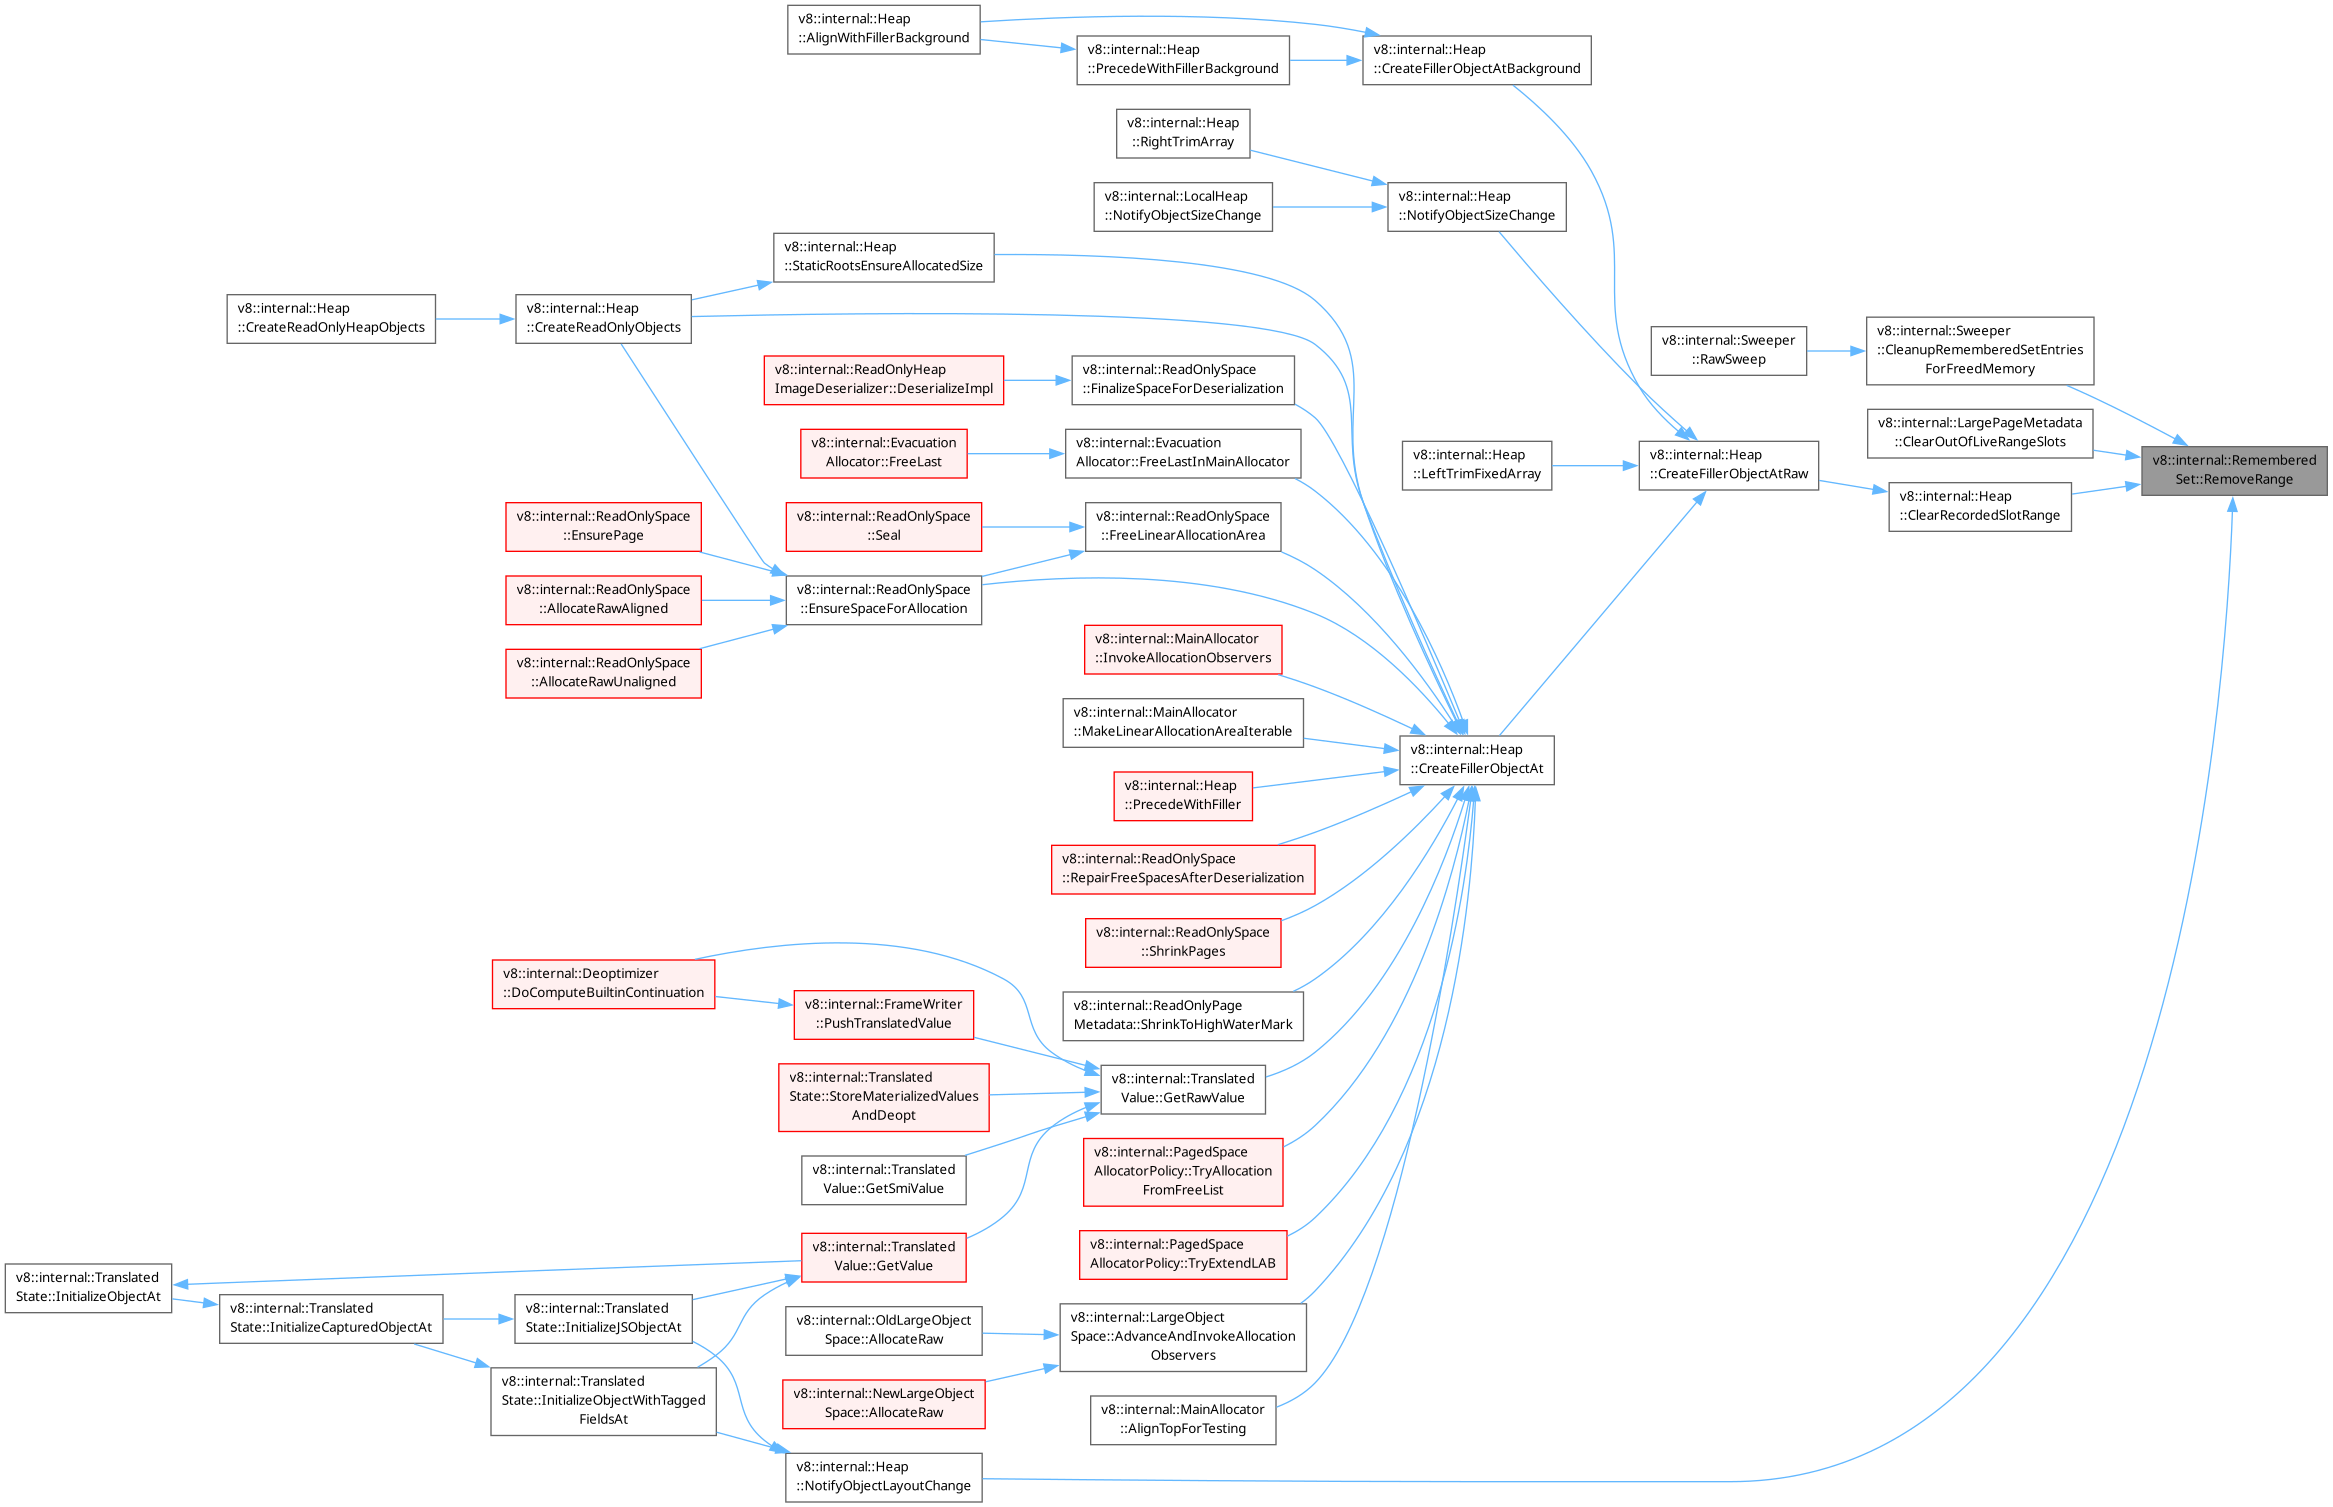 v8::internal::Heap
::AlignWithFillerBackground
v8::internal::Heap
::PrecedeWithFillerBackground
v8::internal::Heap
::CreateFillerObjectAtBackground
v8::internal::Heap
::RightTrimArray
v8::internal::LocalHeap
::NotifyObjectSizeChange
v8::internal::Heap
::NotifyObjectSizeChange
v8::internal::Heap
::StaticRootsEnsureAllocatedSize
v8::internal::Heap
::CreateReadOnlyHeapObjects
v8::internal::Heap
::CreateReadOnlyObjects
v8::internal::Sweeper
::RawSweep
v8::internal::Sweeper
::CleanupRememberedSetEntries
ForFreedMemory
v8::internal::ReadOnlyHeap
ImageDeserializer::DeserializeImpl
v8::internal::ReadOnlySpace
::FinalizeSpaceForDeserialization
v8::internal::LargePageMetadata
::ClearOutOfLiveRangeSlots
v8::internal::Evacuation
Allocator::FreeLast
v8::internal::Evacuation
Allocator::FreeLastInMainAllocator
v8::internal::Heap
::LeftTrimFixedArray
v8::internal::Heap
::CreateFillerObjectAtRaw
v8::internal::Remembered
Set::RemoveRange
v8::internal::Heap
::ClearRecordedSlotRange
v8::internal::ReadOnlySpace
::EnsurePage
v8::internal::ReadOnlySpace
::Seal
v8::internal::ReadOnlySpace
::FreeLinearAllocationArea
v8::internal::ReadOnlySpace
::AllocateRawAligned
v8::internal::ReadOnlySpace
::EnsureSpaceForAllocation
v8::internal::ReadOnlySpace
::AllocateRawUnaligned
v8::internal::MainAllocator
::InvokeAllocationObservers
v8::internal::MainAllocator
::MakeLinearAllocationAreaIterable
v8::internal::Heap
::CreateFillerObjectAt
v8::internal::Heap
::PrecedeWithFiller
v8::internal::ReadOnlySpace
::RepairFreeSpacesAfterDeserialization
v8::internal::ReadOnlySpace
::ShrinkPages
v8::internal::Deoptimizer
::DoComputeBuiltinContinuation
v8::internal::FrameWriter
::PushTranslatedValue
v8::internal::ReadOnlyPage
Metadata::ShrinkToHighWaterMark
v8::internal::Translated
State::StoreMaterializedValues
AndDeopt
v8::internal::Translated
Value::GetRawValue
v8::internal::Translated
Value::GetSmiValue
v8::internal::PagedSpace
AllocatorPolicy::TryAllocation
FromFreeList
v8::internal::Translated
Value::GetValue
v8::internal::PagedSpace
AllocatorPolicy::TryExtendLAB
v8::internal::Translated
State::InitializeObjectAt
v8::internal::Translated
State::InitializeCapturedObjectAt
v8::internal::Translated
State::InitializeJSObjectAt
v8::internal::OldLargeObject
Space::AllocateRaw
v8::internal::LargeObject
Space::AdvanceAndInvokeAllocation
Observers
v8::internal::Translated
State::InitializeObjectWithTagged
FieldsAt
v8::internal::NewLargeObject
Space::AllocateRaw
v8::internal::MainAllocator
::AlignTopForTesting
v8::internal::Heap
::NotifyObjectLayoutChange